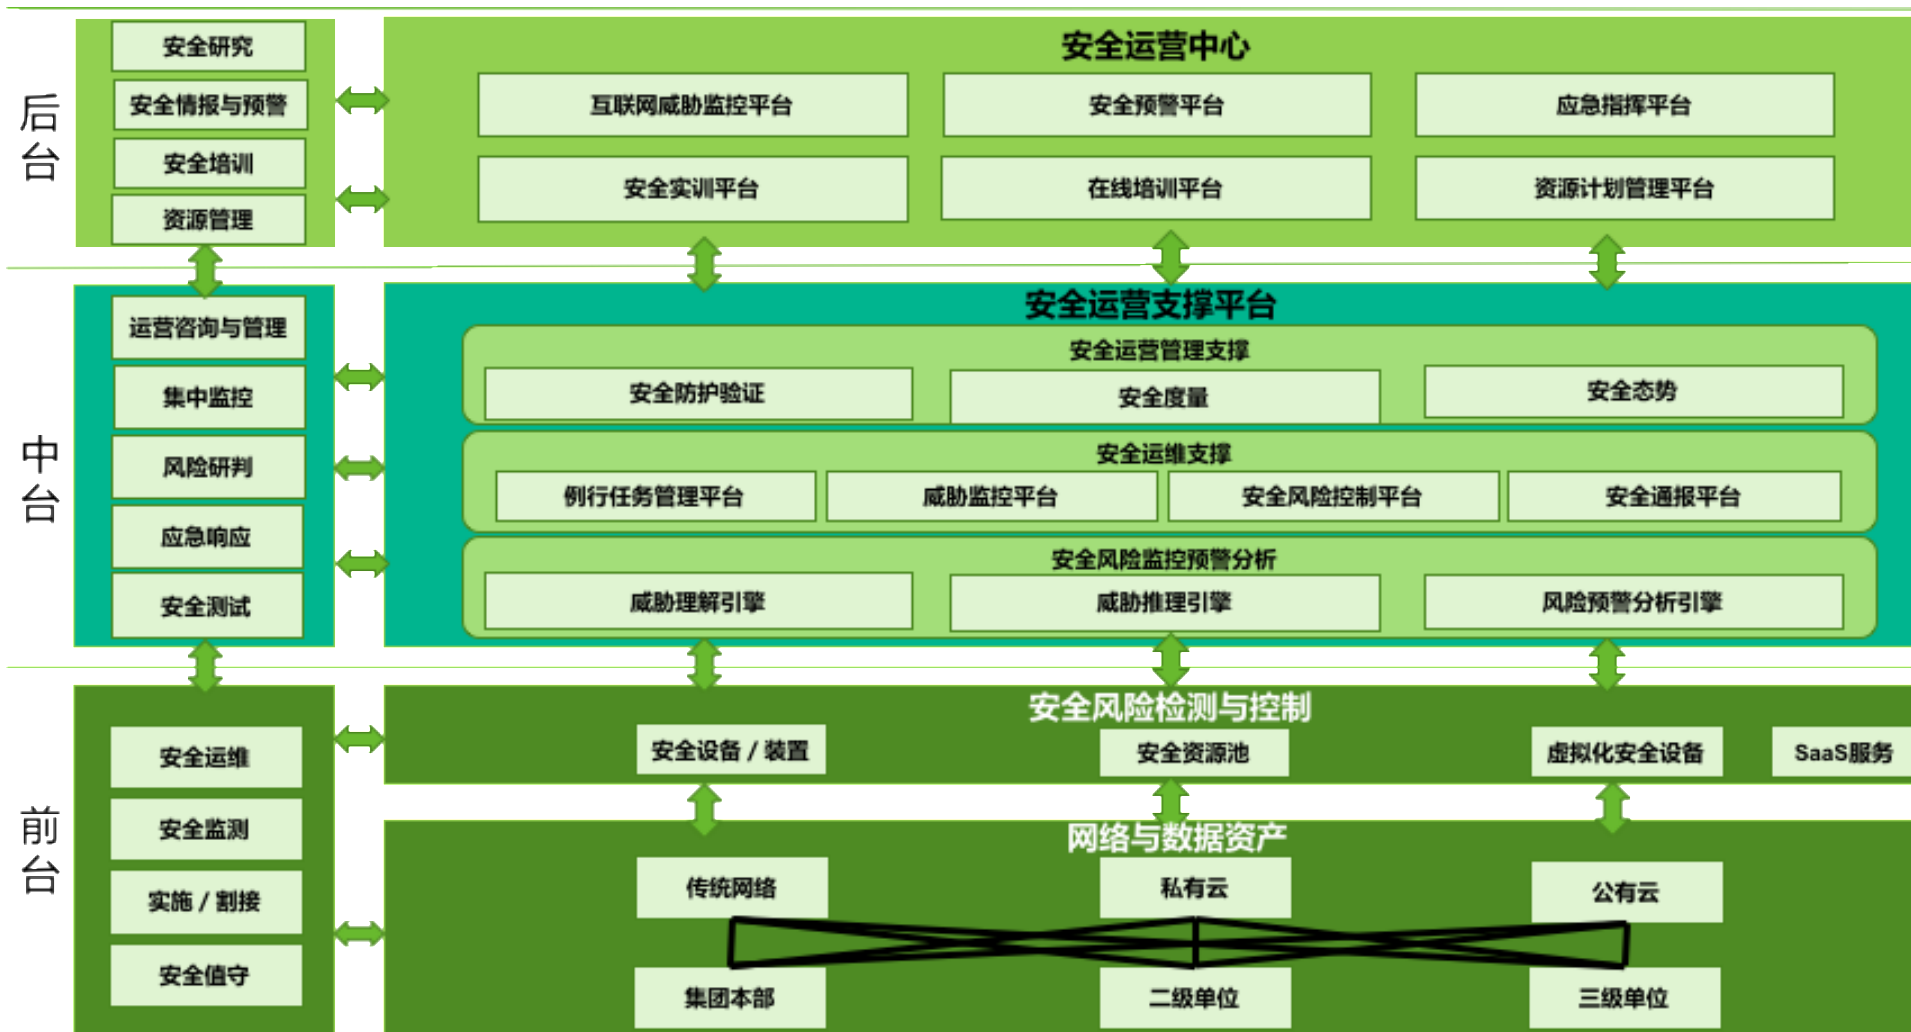 后台
安全研究
安全情报与预警
安全培训
资源管理
安全运营中心
互联网威胁监控平台
安全预警平台
应急指挥平台
安全实训平台
在线培训平台
资源计划管理平台
中台
运营咨询与管理
集中监控
风险研判
应急响应
安全测试
安全运营支撑平台
安全运营管理支撑
安全防护验证
安全度量
安全态势
安全运维支撑
例行任务管理平台
威胁监控平台
安全风险控制平台
安全通报平台
安全风险监控预警分析
威胁理解引擎
威胁推理引擎
风险预警分析引擎
前台
安全运维
安全监测
实施 / 割接
安全值守
安全风险检测与控制
安全设备 / 装置
安全资源池
虚拟化安全设备
SaaS服务
网络与数据资产
传统网络
私有云
公有云
集团本部
二级单位
三级单位